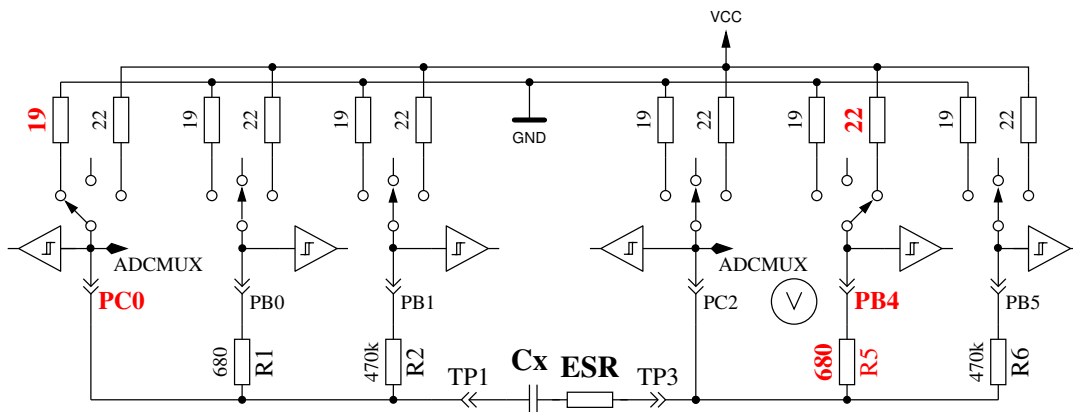 VCC
19 22 19 22 19 22 19 22 19 22 19 22
GND
ADCMUX ADCMUX
PC0 PB0 PB1 PC2 V PB4 PB5
680 R1 470k R2 680 R5 470k R6
TP1 Cx ESR TP3